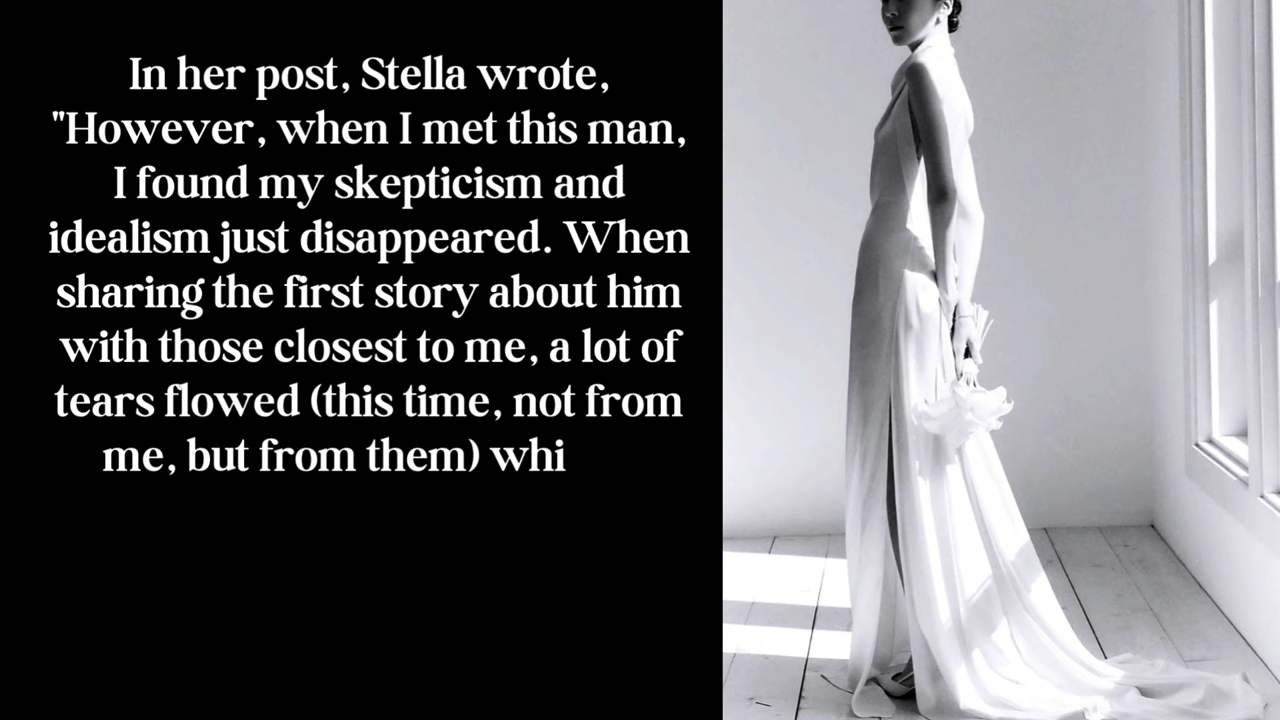 In her post, Stella wrote,
"However, when I met this man,
I found my skepticism and
idealism just disappeared. When
sharing the first story about him
with those closest to me, a lot of
tears flowed (this time, not from
me, but from them) whi